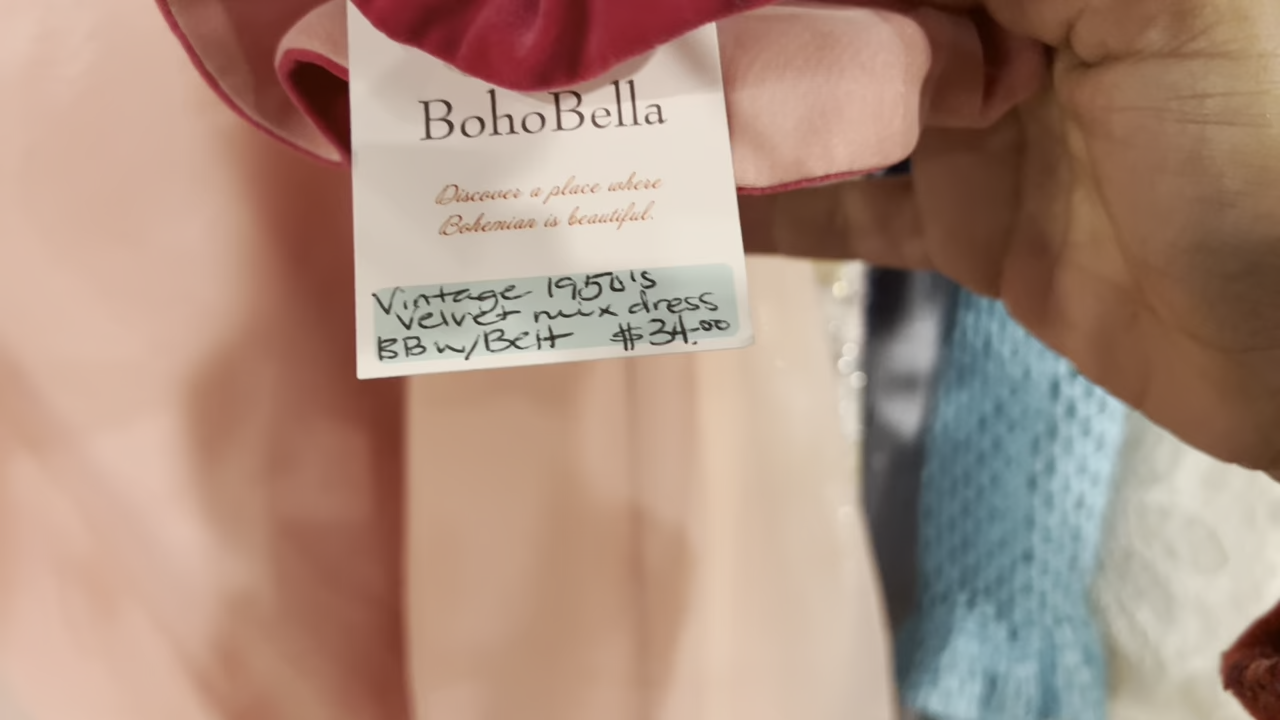 BohoBella
Discover a place where
Bohemian is beautiful.
Vintage 1950's
Velvet mix dress
BB w/Belt $34.00